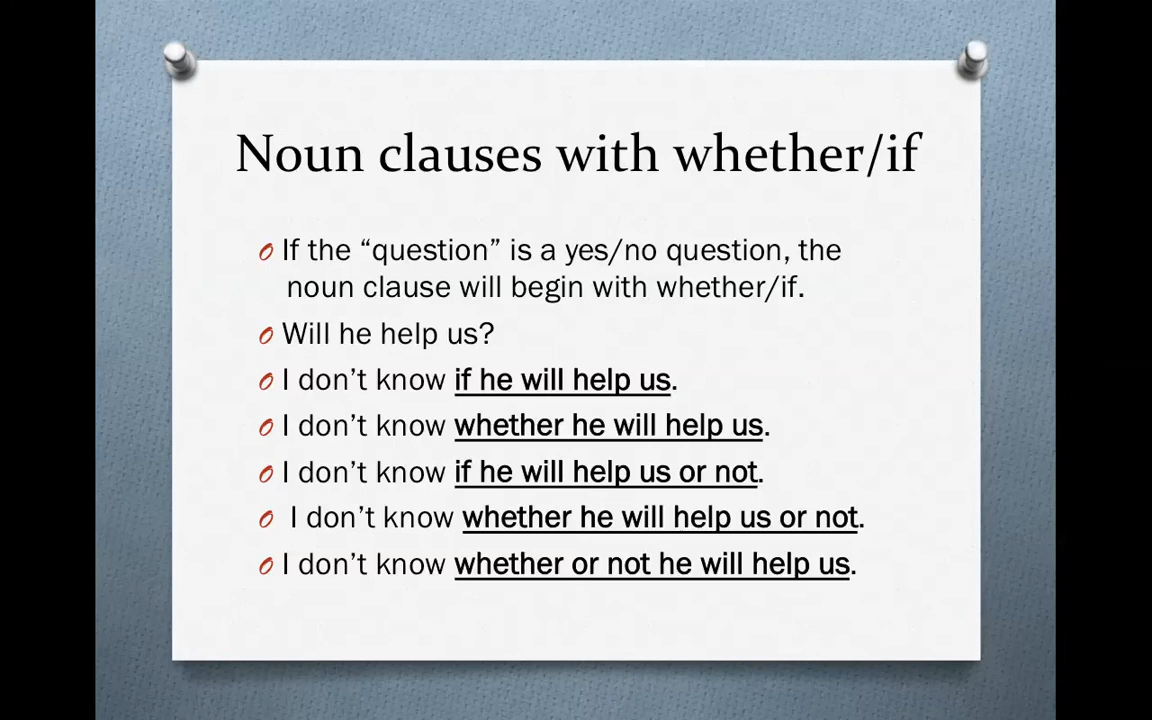 Noun clauses with whether/if
If the “question” is a yes/no question, the
noun clause will begin with whether/if.
Will he help us?
I don’t know if he will help us.
I don’t know whether he will help us.
I don’t know if he will help us or not.
I don’t know whether he will help us or not.
I don’t know whether or not he will help us.